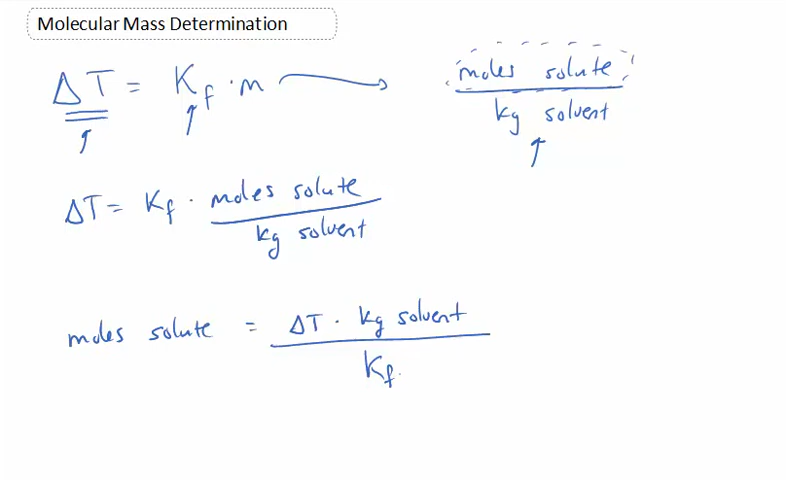 Molecular Mass Determination
ΔT = Kf · m → moles solute / kg solvent
ΔT = Kf · moles solute / kg solvent
moles solute = ΔT · kg solvent / Kf